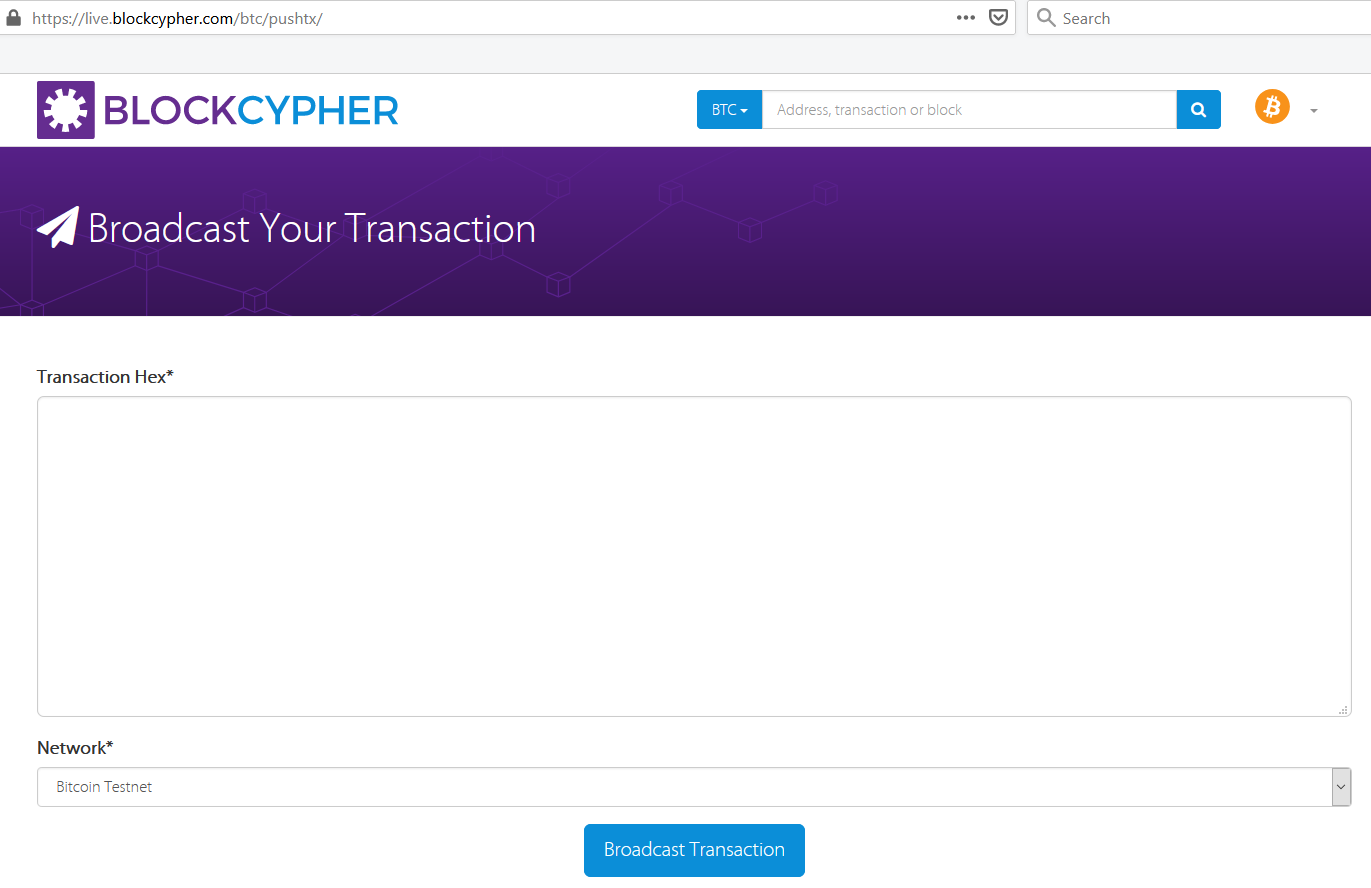 https://live.blockcypher.com/btc/pushtx/
Search
BLOCKCYPHER
BTC
Address, transaction or block
Broadcast Your Transaction
Transaction Hex*
Network*
Bitcoin Testnet
Broadcast Transaction